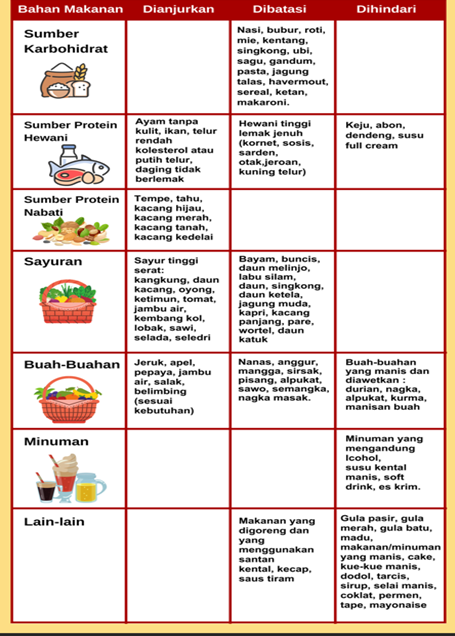 Bahan Makanan Dianjurkan Dibatasi Dihindari
Sumber
Karbohidrat
Nasi, bubur, roti,
mie, kentang,
singkong, ubi,
sagu, gandum,
pasta, jagung
talas, havermout,
sereal, ketan,
makaroni.
Sumber Protein
Hewani
Ayam tanpa
kulit, ikan, telur
rendah
kolesterol atau
putih telur,
daging tidak
berlemak
Hewani tinggi
lemak jenuh
(kornet, sosis,
sarden,
otak,jeroan,
kuning telur)
Keju, abon,
dendeng, susu
full cream
Sumber Protein
Nabati
Tempe, tahu,
kacang hijau,
kacang merah,
kacang tanah,
kacang kedelai
Sayuran
Sayur tinggi
serat:
kangkung, daun
kacang, oyong,
ketimun, tomat,
jambu air,
kembang kol,
lobak, sawi,
selada, seledri
Bayam, buncis,
daun melinjo,
labu silam,
daun, singkong,
daun ketela,
jagung muda,
kapri, kacang
panjang, pare,
wortel, daun
katuk
Buah-Buahan
Jeruk, apel,
pepaya, jambu
air, salak,
belimbing
(sesuai
kebutuhan)
Nanas, anggur,
mangga, sirsak,
pisang, alpukat,
sawo, semangka,
nagka masak.
Buah-buahan
yang manis dan
diawetkan :
durian, nagka,
alpukat, kurma,
manisan buah
Minuman
Minuman yang
mengandung
lcohol,
susu kental
manis, soft
drink, es krim.
Lain-lain
Makanan yang
digoreng dan
yang
menggunakan
santan
kental, kecap,
saus tiram
Gula pasir, gula
merah, gula batu,
madu,
makanan/minuman
yang manis, cake,
kue-kue manis,
dodol, tarcis,
sirup, selai manis,
coklat, permen,
tape, mayonaise